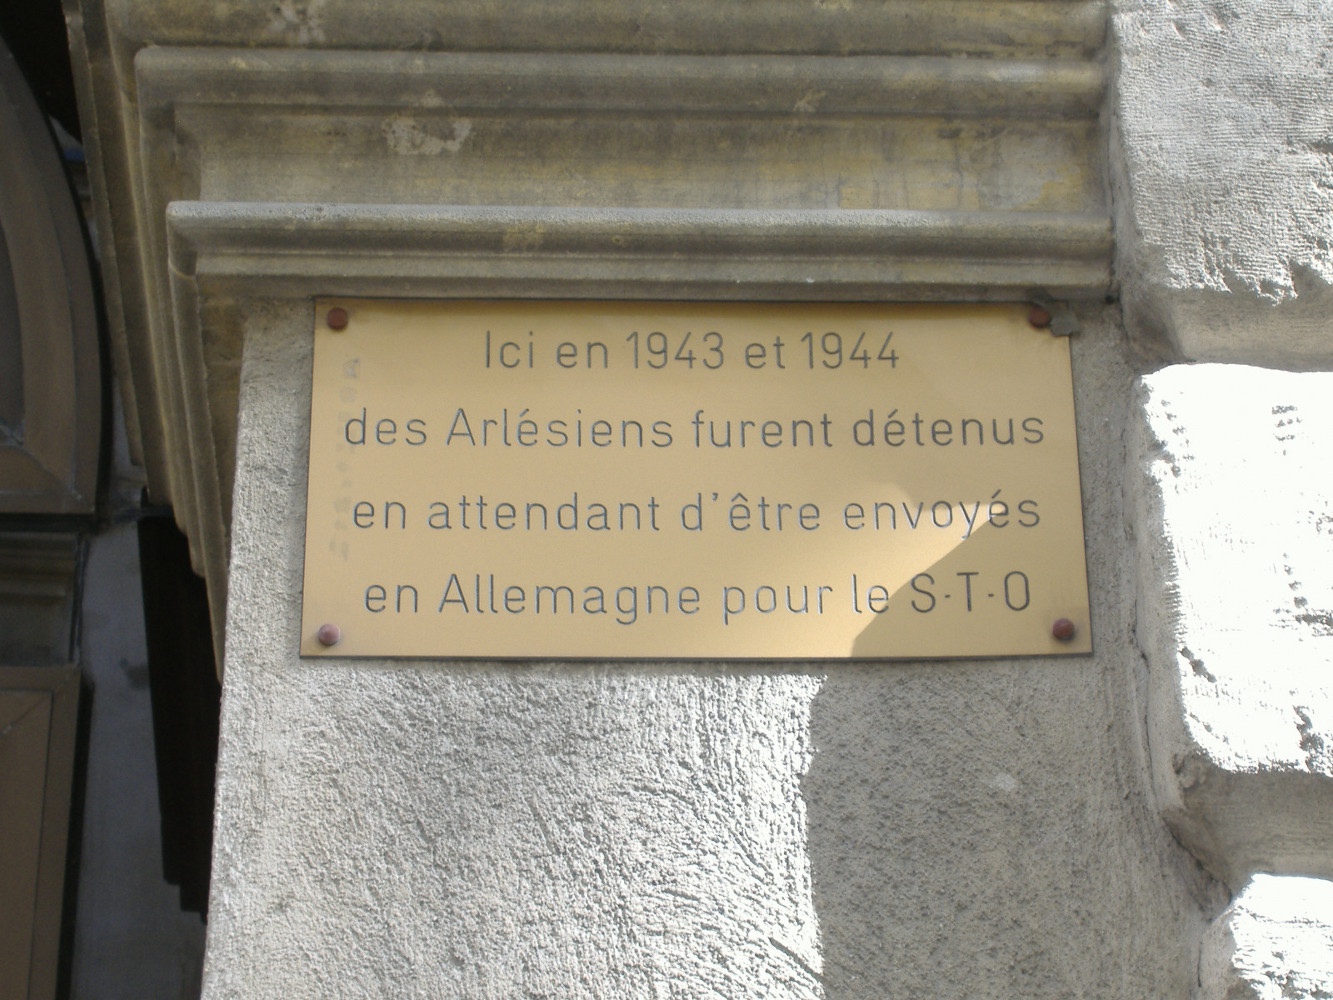 Ici en 1943 et 1944
des Arlésiens furent détenus
en attendant d'être envoyés
en Allemagne pour le S·T·O